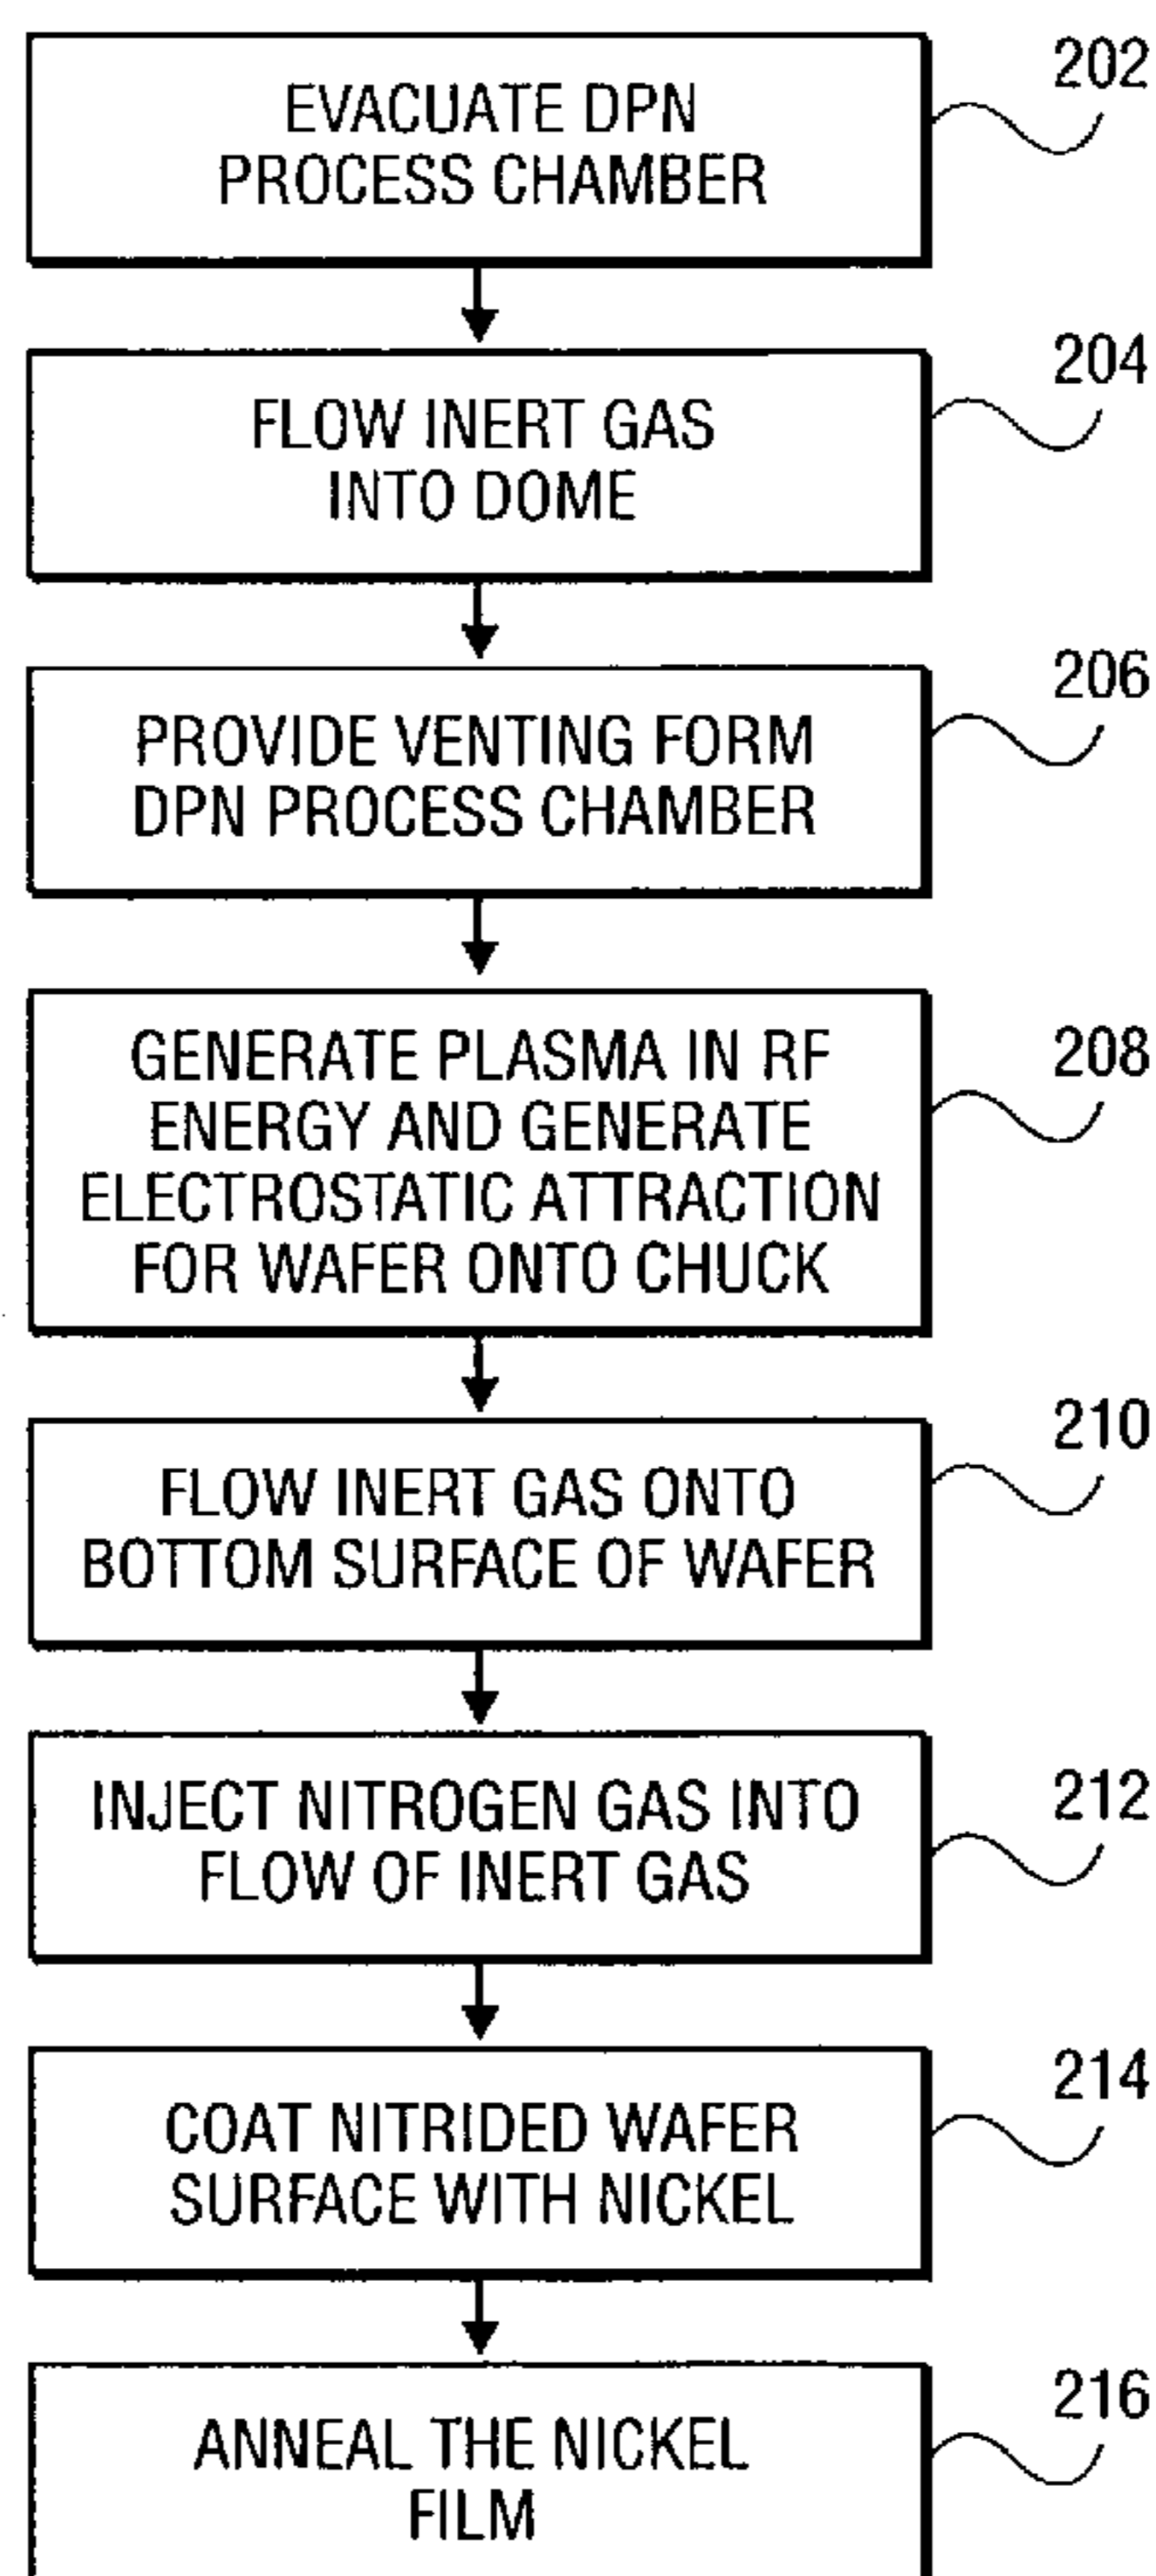 202
EVACUATE DPN
PROCESS CHAMBER
204
FLOW INERT GAS
INTO DOME
206
PROVIDE VENTING FORM
DPN PROCESS CHAMBER
208
GENERATE PLASMA IN RF
ENERGY AND GENERATE
ELECTROSTATIC ATTRACTION
FOR WAFER ONTO CHUCK
210
FLOW INERT GAS ONTO
BOTTOM SURFACE OF WAFER
212
INJECT NITROGEN GAS INTO
FLOW OF INERT GAS
214
COAT NITRIDED WAFER
SURFACE WITH NICKEL
216
ANNEAL THE NICKEL
FILM